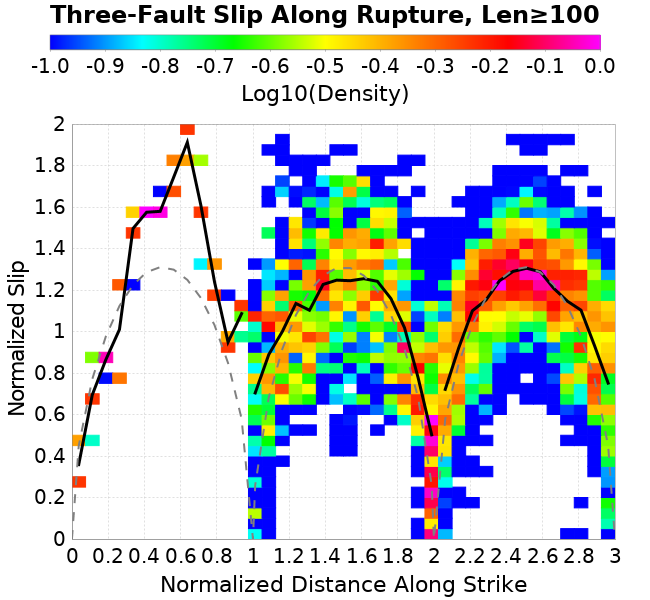 Three-Fault Slip Along Rupture, Len≥100
-1.0 -0.9 -0.8 -0.7 -0.6 -0.5 -0.4 -0.3 -0.2 -0.1 0.0
Log10(Density)
Normalized Slip
2
1.8
1.6
1.4
1.2
1
0.8
0.6
0.4
0.2
0
0 0.2 0.4 0.6 0.8 1 1.2 1.4 1.6 1.8 2 2.2 2.4 2.6 2.8 3
Normalized Distance Along Strike